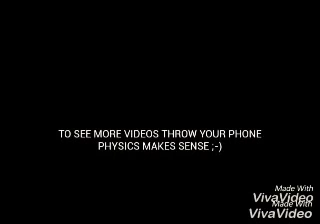 TO SEE MORE VIDEOS THROW YOUR PHONE
PHYSICS MAKES SENSE ;-)
Made With
VivaVideo
Made With
VivaVideo